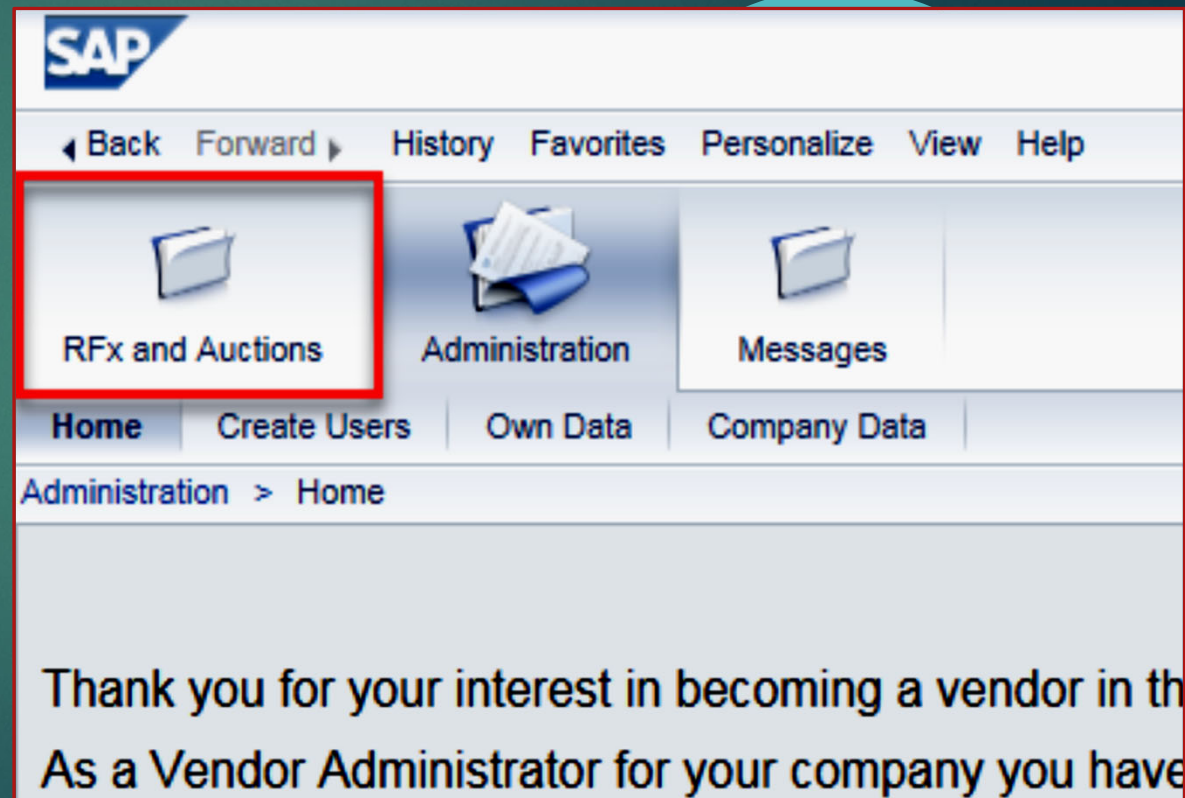 SAP
Back Forward History Favorites Personalize View Help
RFx and Auctions Administration Messages
Home Create Users Own Data Company Data
Administration > Home
Thank you for your interest in becoming a vendor in th
As a Vendor Administrator for your company you have